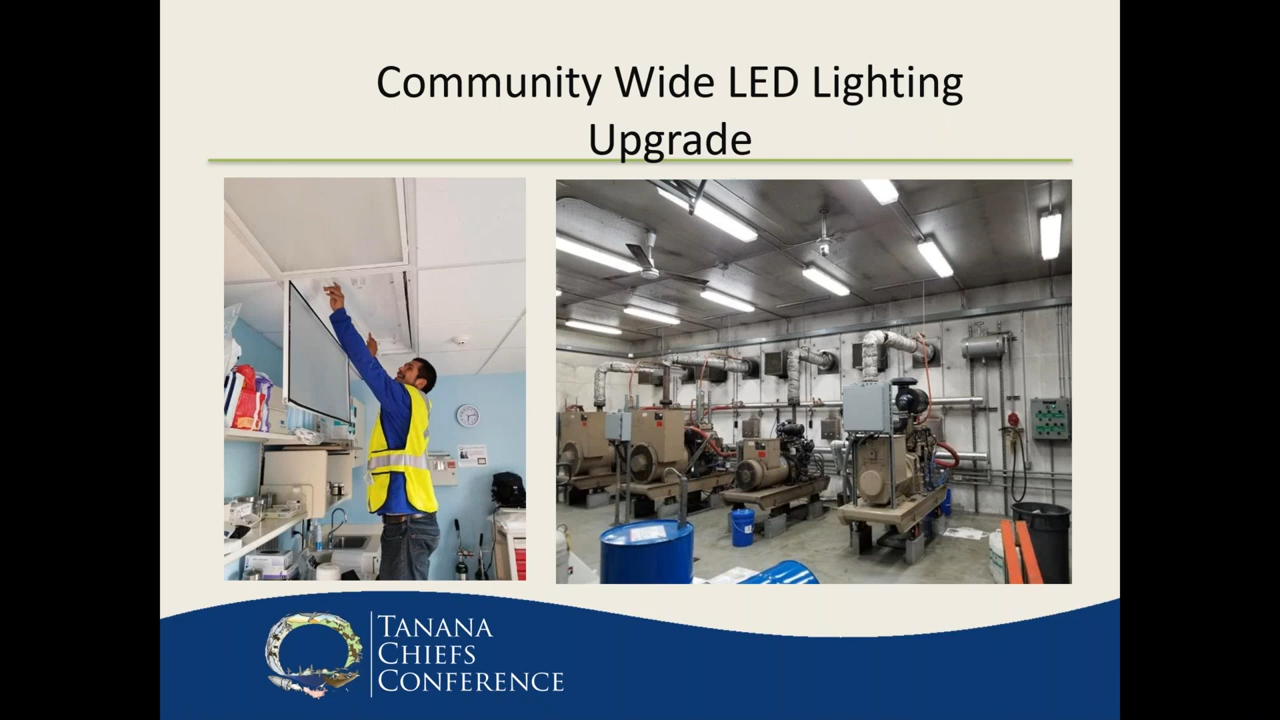 Community Wide LED Lighting
Upgrade
TANANA
CHIEFS
CONFERENCE